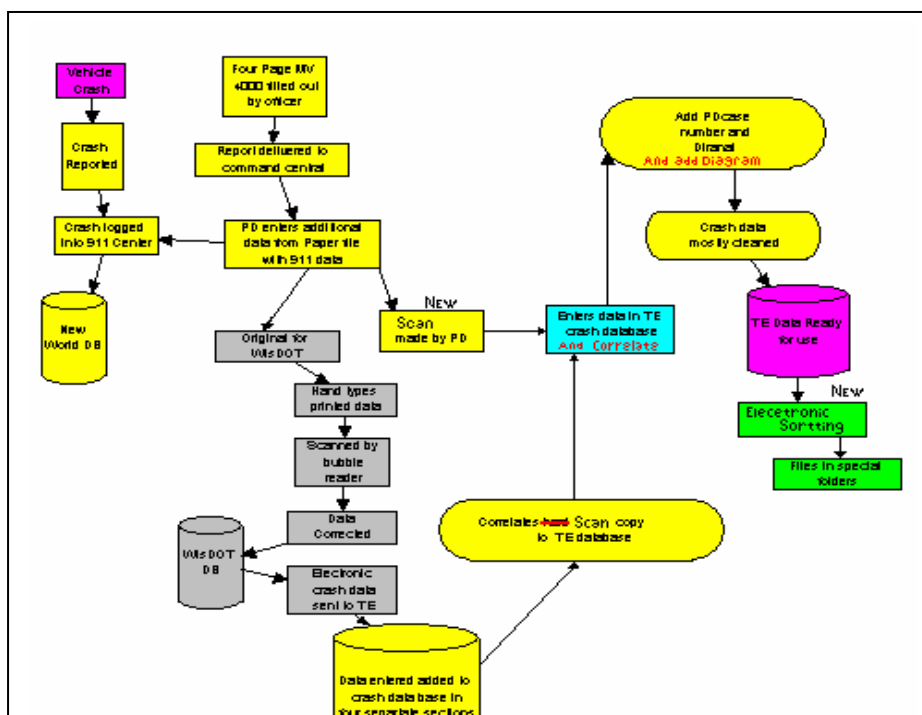 Vehicle
Crash
Crash
Reported
Crash logged
into 911 Center
New
World DB
Four Page MV
4000 filled out
by officer
Report delivered to
command central
PD enters additional
data from Paper file
with 911 data
Original for
WisDOT
Hand types
printed data
Scanned by
bubble
reader
Data
Corrected
WisDOT
DB
Electronic
crash data
sent to TE
Data entered added to
crash database in
four separate sections
New
Scan
made by PD
Correlates hard Scan copy
to TE database
Enters data in TE
crash database
And Correlate
Add PDcase
number and
Diranal
And add Diagram
Crash data
mostly cleaned
TE Data Ready
for use
New
Elecetronic
Sortting
Files in special
folders